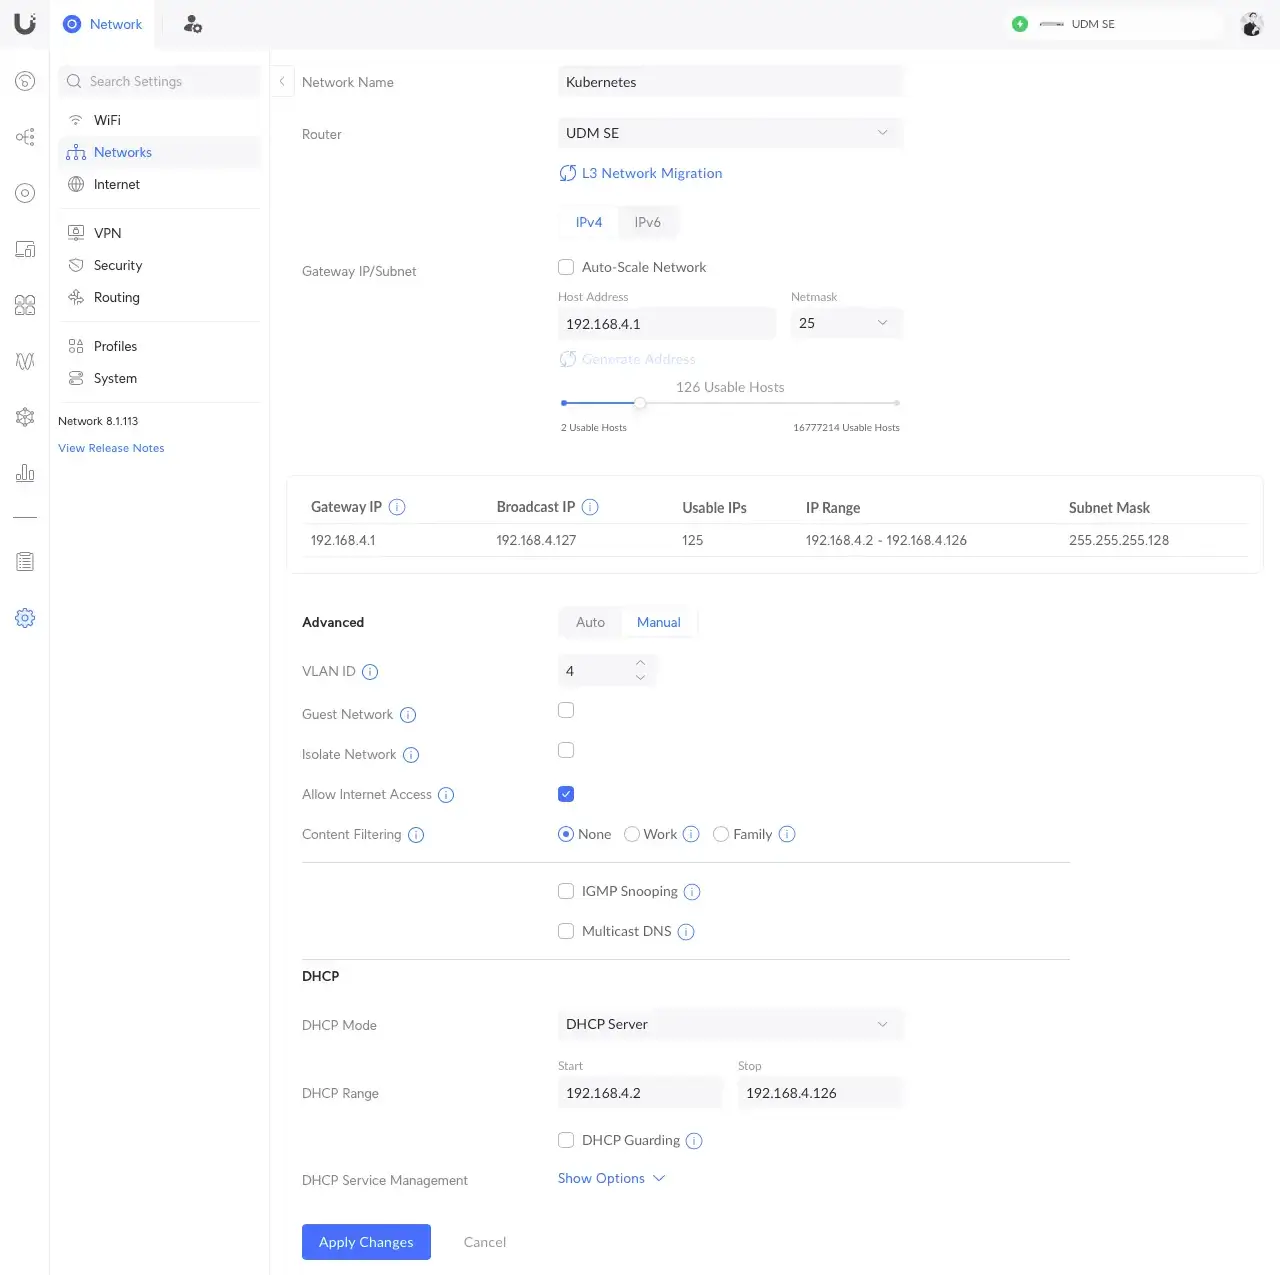 Network
UDM SE
Search Settings
WiFi
Networks
Internet
VPN
Security
Routing
Profiles
System
Network 8.1.113
View Release Notes
Network Name
Kubernetes
Router
UDM SE
L3 Network Migration
IPv4 IPv6
Gateway IP/Subnet
Auto-Scale Network
Host Address Netmask
192.168.4.1 25
Generate Address
126 Usable Hosts
2 Usable Hosts 16777214 Usable Hosts
Gateway IP Broadcast IP Usable IPs IP Range Subnet Mask
192.168.4.1 192.168.4.127 125 192.168.4.2 - 192.168.4.126 255.255.255.128
Advanced Auto Manual
VLAN ID 4
Guest Network
Isolate Network
Allow Internet Access
Content Filtering None Work Family
IGMP Snooping
Multicast DNS
DHCP
DHCP Mode DHCP Server
Start Stop
DHCP Range 192.168.4.2 192.168.4.126
DHCP Guarding
DHCP Service Management Show Options
Apply Changes Cancel